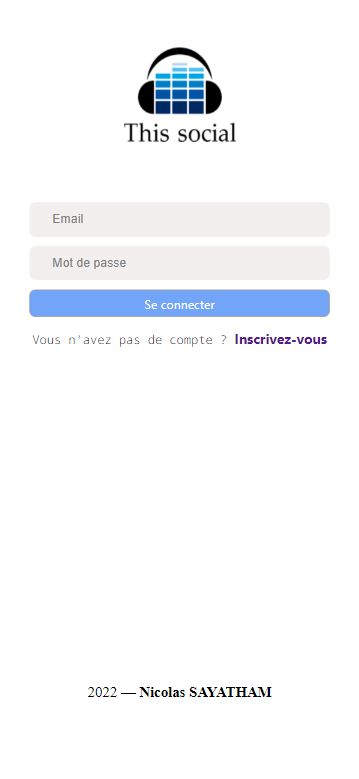 This social
Email
Mot de passe
Se connecter
Vous n'avez pas de compte ? Inscrivez-vous
2022 — Nicolas SAYATHAM